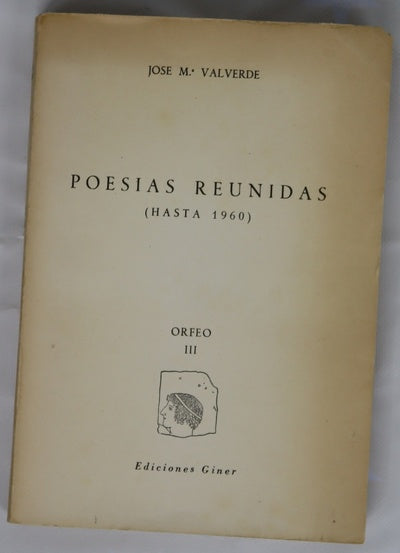 JOSE M.ª VALVERDE
POESIAS REUNIDAS
(HASTA 1960)
ORFEO
III
Ediciones Giner